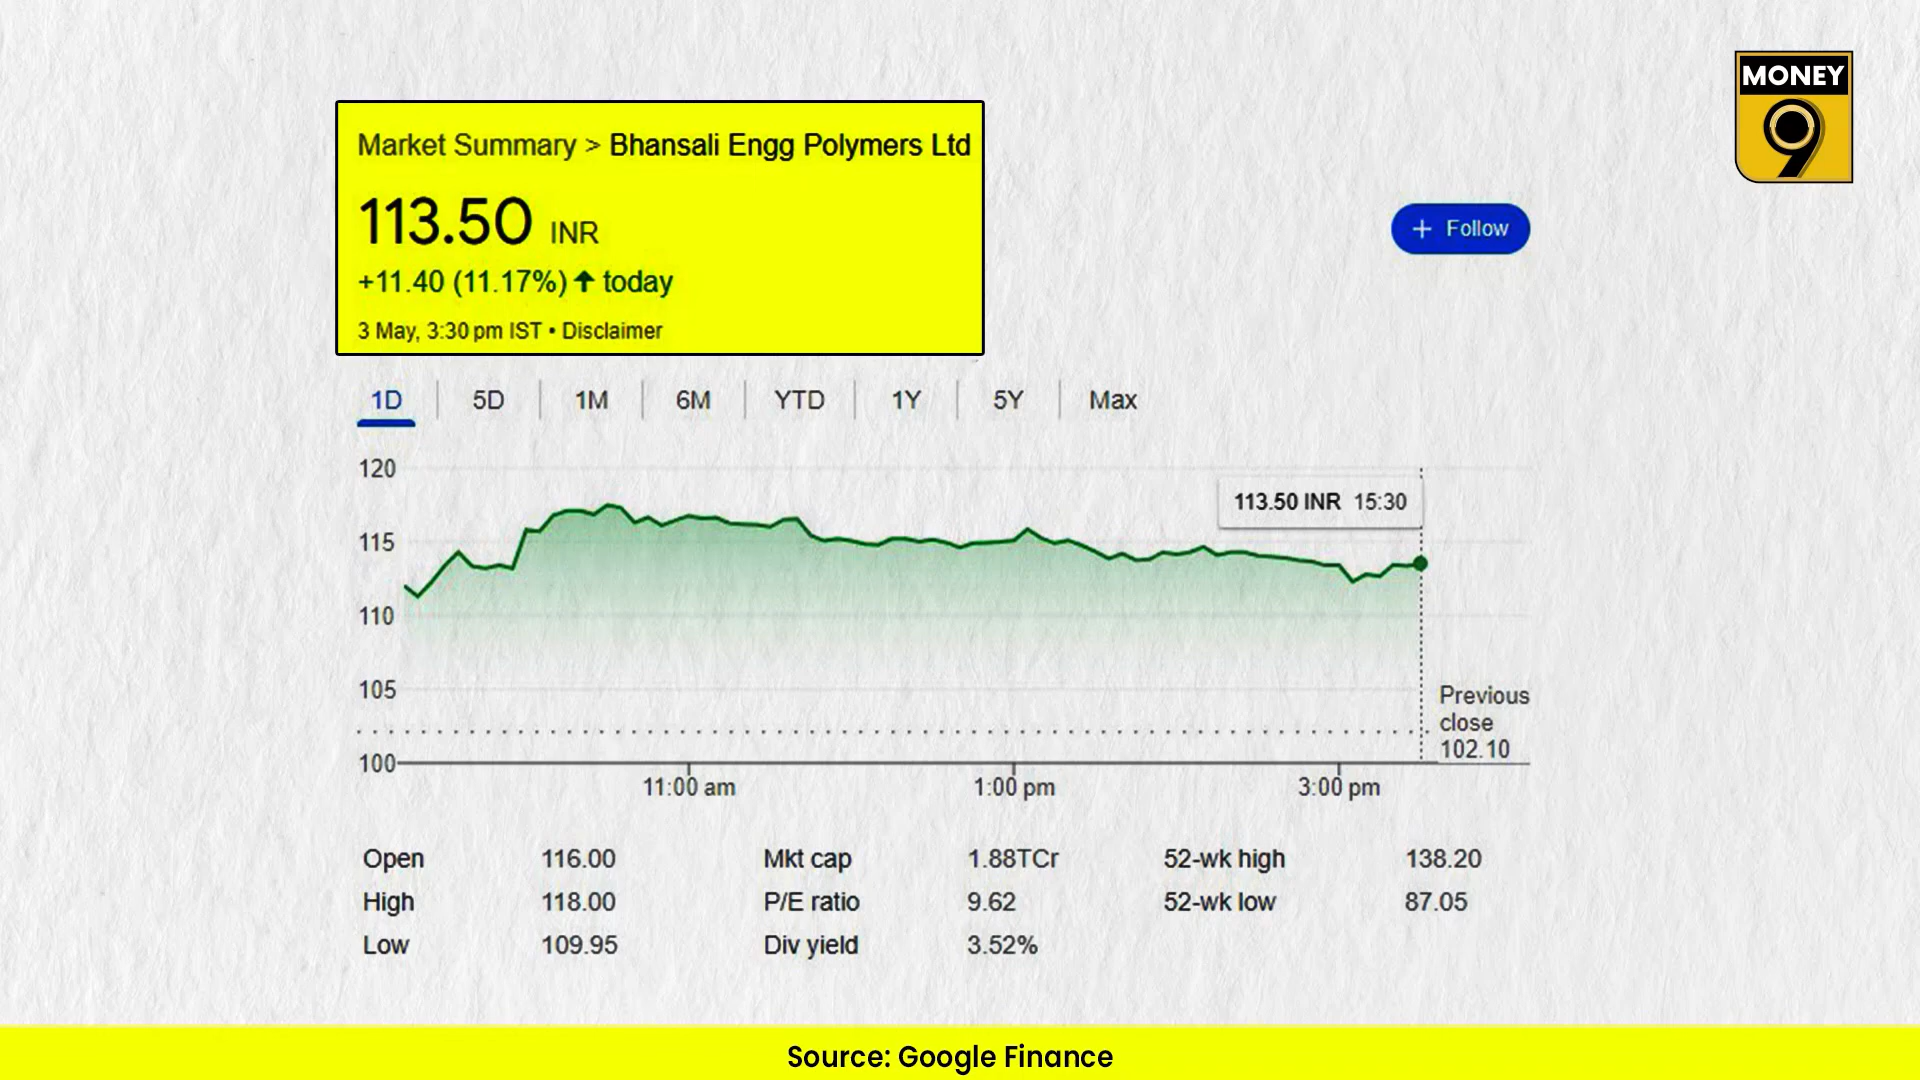 MONEY
9
Market Summary > Bhansali Engg Polymers Ltd
113.50 INR
+11.40 (11.17%) ↑ today
3 May, 3:30 pm IST • Disclaimer
+ Follow
1D 5D 1M 6M YTD 1Y 5Y Max
120
113.50 INR 15:30
115
110
105
Previous
close
102.10
100
11:00 am 1:00 pm 3:00 pm
Open 116.00 Mkt cap 1.88TCr 52-wk high 138.20
High 118.00 P/E ratio 9.62 52-wk low 87.05
Low 109.95 Div yield 3.52%
Source: Google Finance